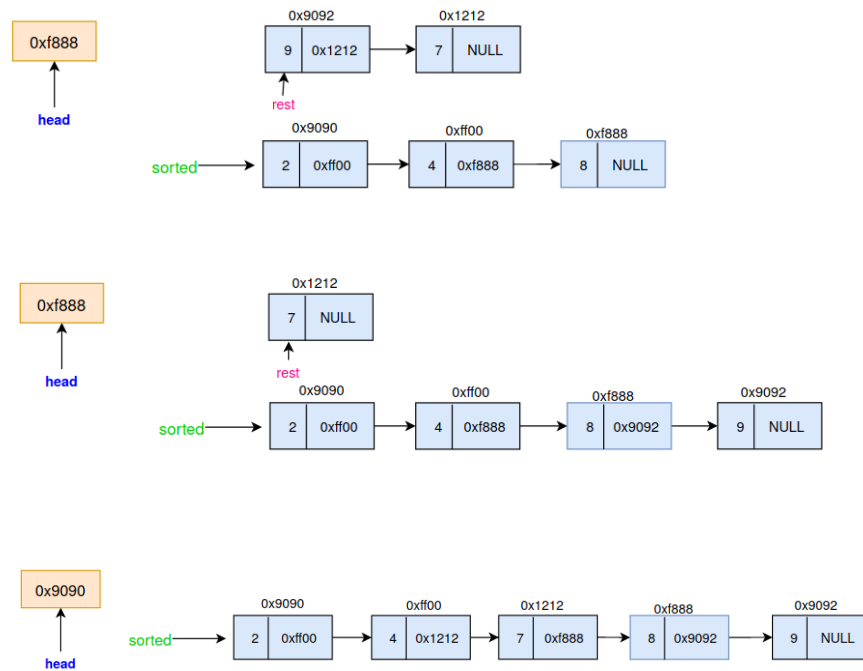 0x9092 0x1212
0xf888
9 0x1212 7 NULL
head
rest
0x9090 0xff00 0xf888
sorted 2 0xff00 4 0xf888 8 NULL
0x1212
0xf888
7 NULL
head
rest
0x9090 0xff00 0xf888 0x9092
sorted 2 0xff00 4 0xf888 8 0x9092 9 NULL
0x9090
0x9090 0xff00 0x1212 0xf888 0x9092
sorted 2 0xff00 4 0x1212 7 0xf888 8 0x9092 9 NULL
head